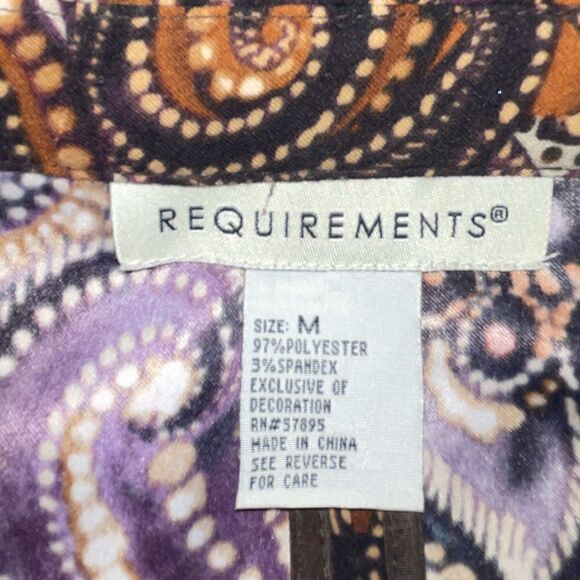 REQUIREMENTS®
SIZE: M
97%POLYESTER
3%SPANDEX
EXCLUSIVE OF
DECORATION
RN#57895
MADE IN CHINA
SEE REVERSE
FOR CARE